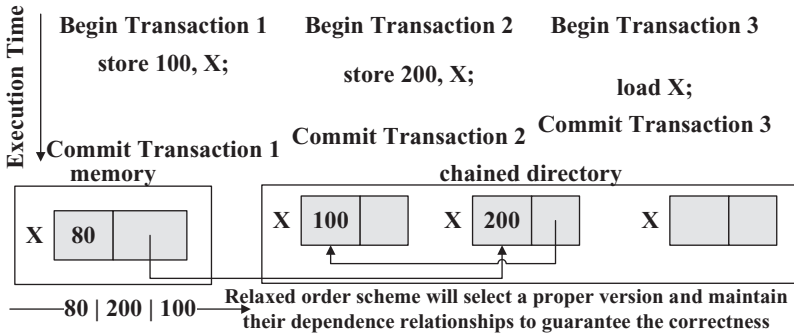 Execution Time
Begin Transaction 1
Begin Transaction 2
Begin Transaction 3
store 100, X;
store 200, X;
load X;
Commit Transaction 1
Commit Transaction 2
Commit Transaction 3
memory
chained directory
X 80
X 100
X 200
X
80 | 200 | 100
Relaxed order scheme will select a proper version and maintain
their dependence relationships to guarantee the correctness